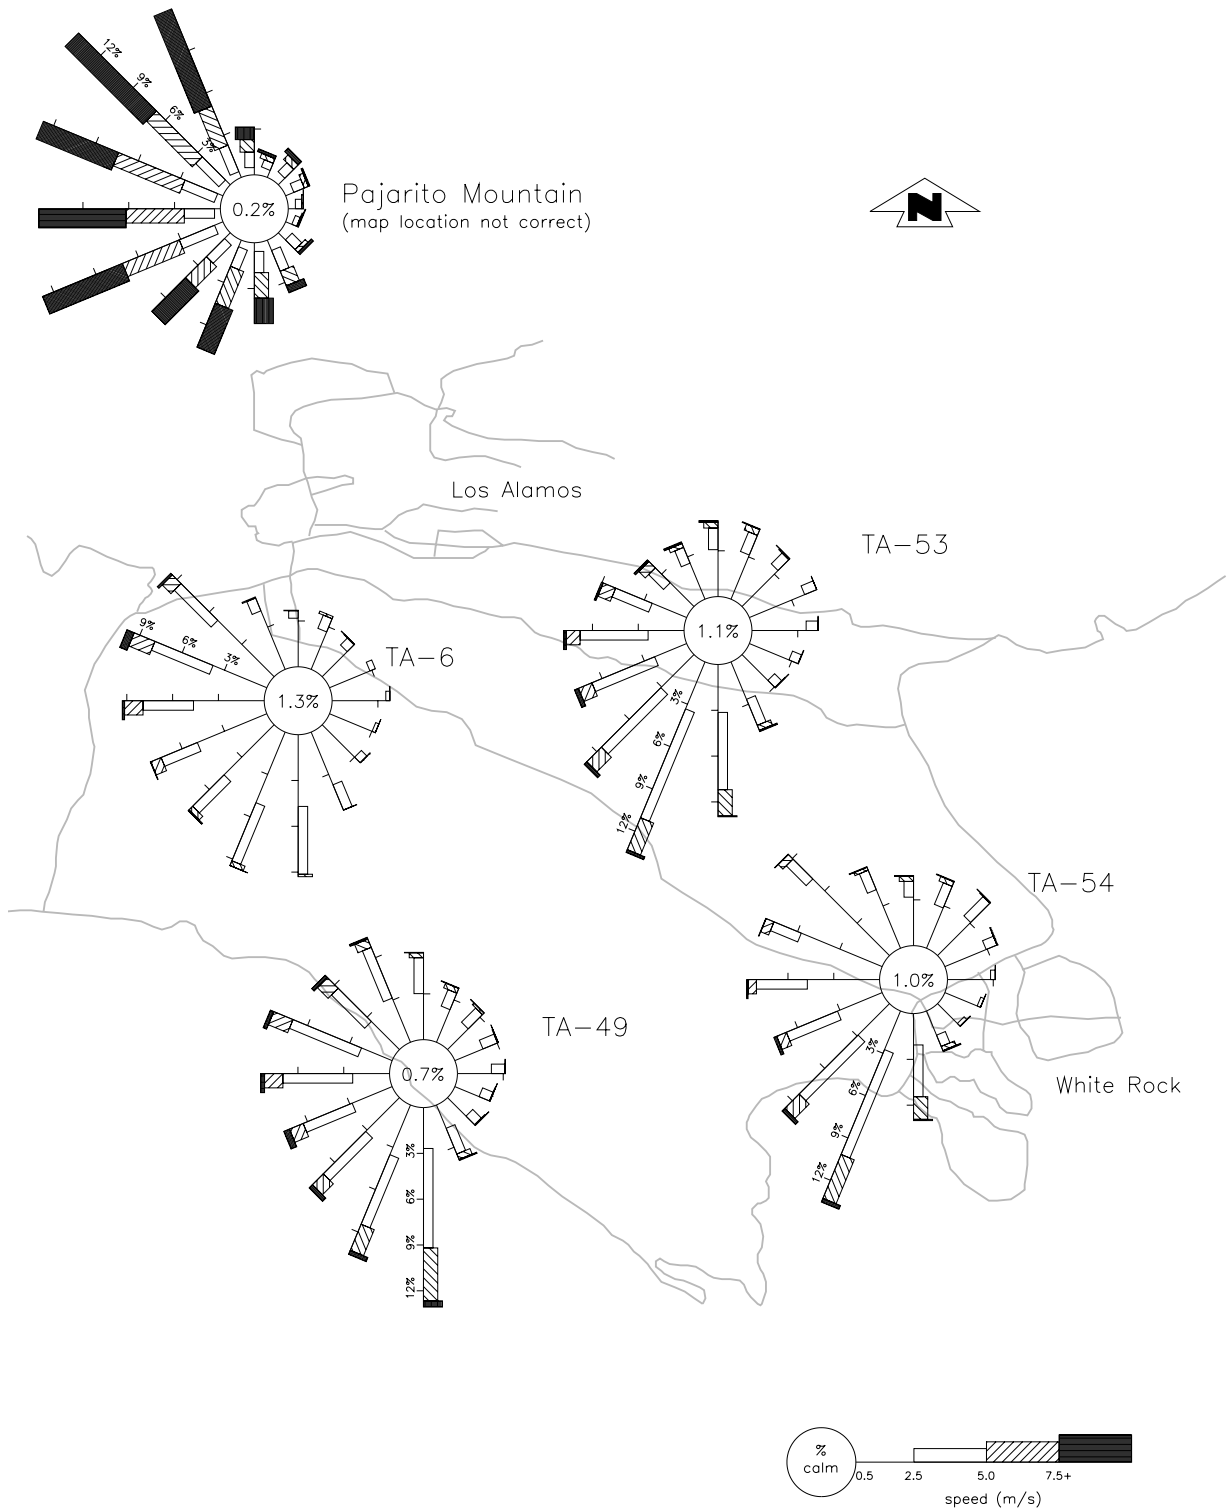 12%
9%
6%
3%
0.2%
Pajarito Mountain
(map location not correct)
N
Los Alamos
TA-53
1.1%
3%
6%
9%
12%
9%
6%
3%
TA-6
1.3%
TA-54
1.0%
3%
6%
9%
12%
TA-49
0.7%
3%
6%
9%
12%
White Rock
%
calm
0.5 2.5 5.0 7.5+
speed (m/s)